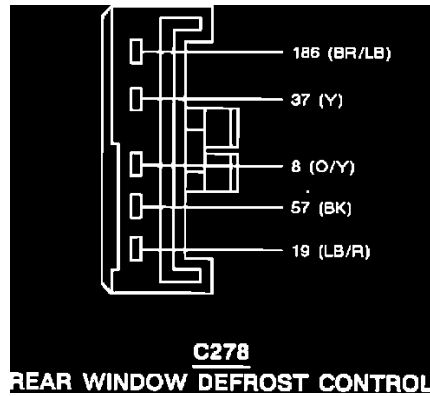 186 (BR/LB)
37 (Y)
8 (O/Y)
57 (BK)
19 (LB/R)
C278
REAR WINDOW DEFROST CONTROL